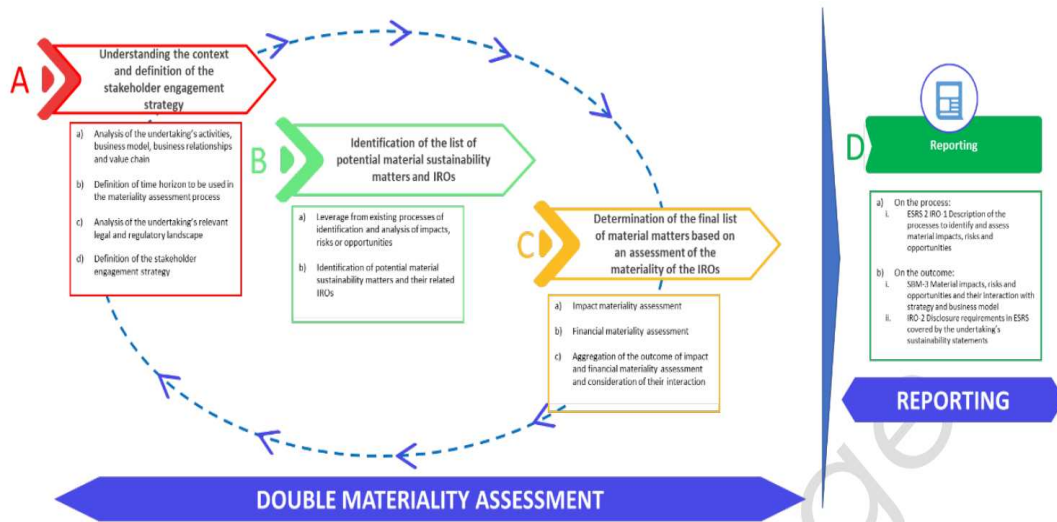 A
Understanding the context
and definition of the
stakeholder engagement
strategy
a) Analysis of the undertaking's activities,
business model, business relationships
and value chain
b) Definition of time horizon to be used in
the materiality assessment process
c) Analysis of the undertaking's relevant
legal and regulatory landscape
d) Definition of the stakeholder
engagement strategy
B
Identification of the list of
potential material sustainability
matters and IROs
a) Leverage from existing processes of
identification and analysis of impacts,
risks or opportunities
b) Identification of potential material
sustainability matters and their related
IROs
C
Determination of the final list
of material matters based on
an assessment of the
materiality of the IROs
a) Impact materiality assessment
b) Financial materiality assessment
c) Aggregation of the outcome of impact
and financial materiality assessment
and consideration of their interaction
DOUBLE MATERIALITY ASSESSMENT
D
Reporting
a) On the process:
i. ESRS 2 IRO-1 Description of the
processes to identify and assess
material impacts, risks and
opportunities
b) On the outcome:
i. SBM-3 Material impacts, risks and
opportunities and their interaction with
strategy and business model
ii. IRO-2 Disclosure requirements in ESRS
covered by the undertaking's
sustainability statements
REPORTING